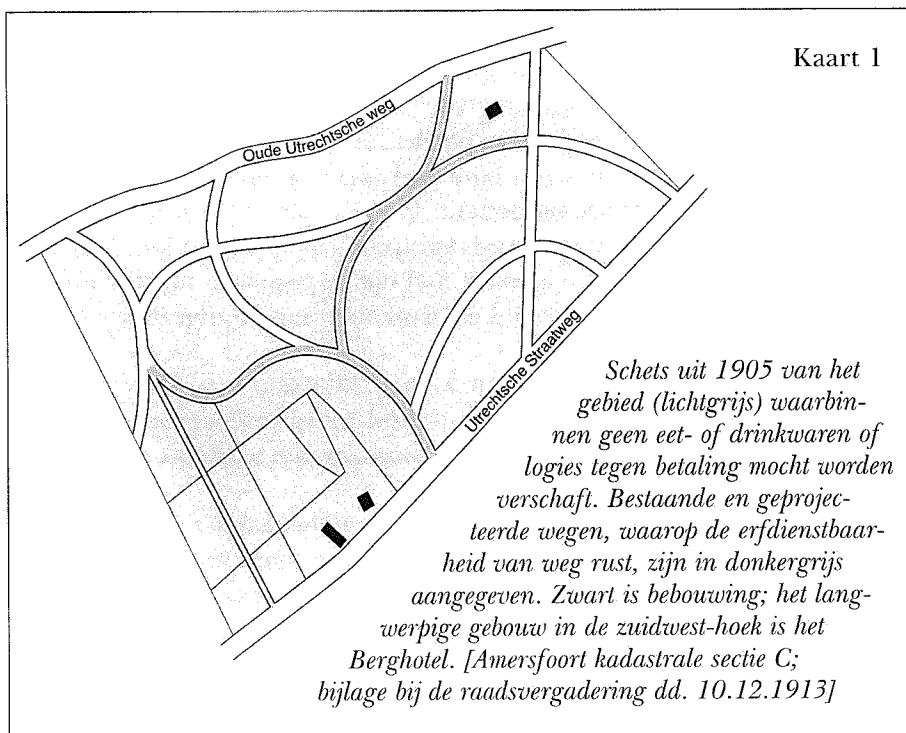 Kaart 1
Oude Utrechtsche weg
Utrechtsche Straatweg
Schets uit 1905 van het
gebied (lichtgrijs) waarbin-
nen geen eet- of drinkwaren of
logies tegen betaling mocht worden
verschaft. Bestaande en geprojec-
teerde wegen, waarop de erfdienstbaar-
heid van weg rust, zijn in donkergrijs
aangegeven. Zwart is bebouwing; het lang-
werpige gebouw in de zuidwest-hoek is het
Berghotel. [Amersfoort kadastrale sectie C;
bijlage bij de raadsvergadering dd. 10.12.1913]